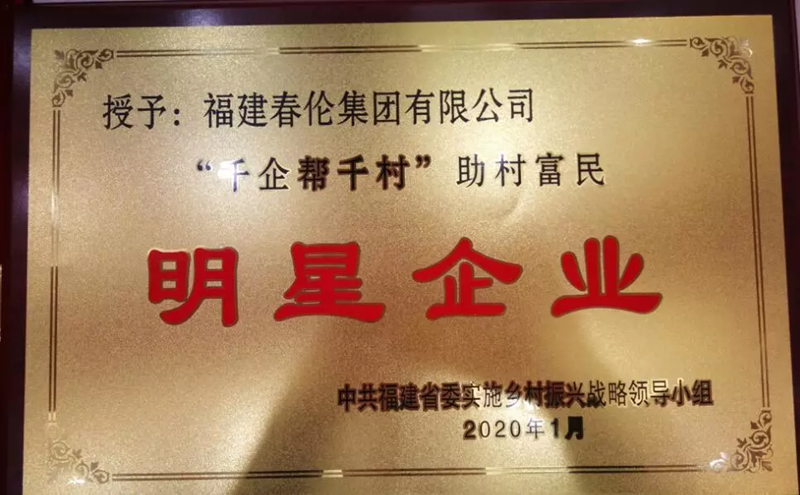 授予：福建春伦集团有限公司
“千企帮千村”助村富民
明星企业
中共福建省委实施乡村振兴战略领导小组
2020年1月